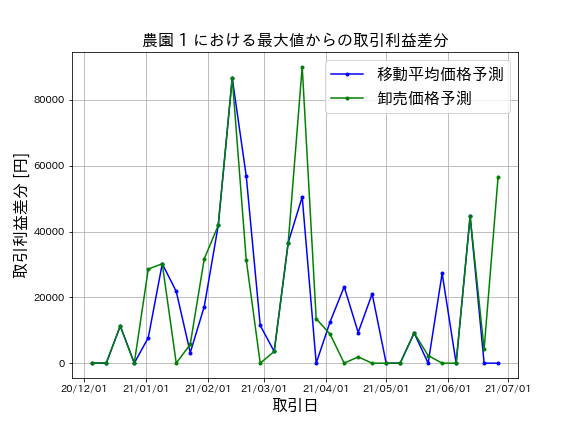 農園 1 における最大値からの取引利益差分
移動平均価格予測
卸売価格予測
取引利益差分 [円]
80000
60000
40000
20000
0
20/12/01 21/01/01 21/02/01 21/03/01 21/04/01 21/05/01 21/06/01 21/07/01
取引日